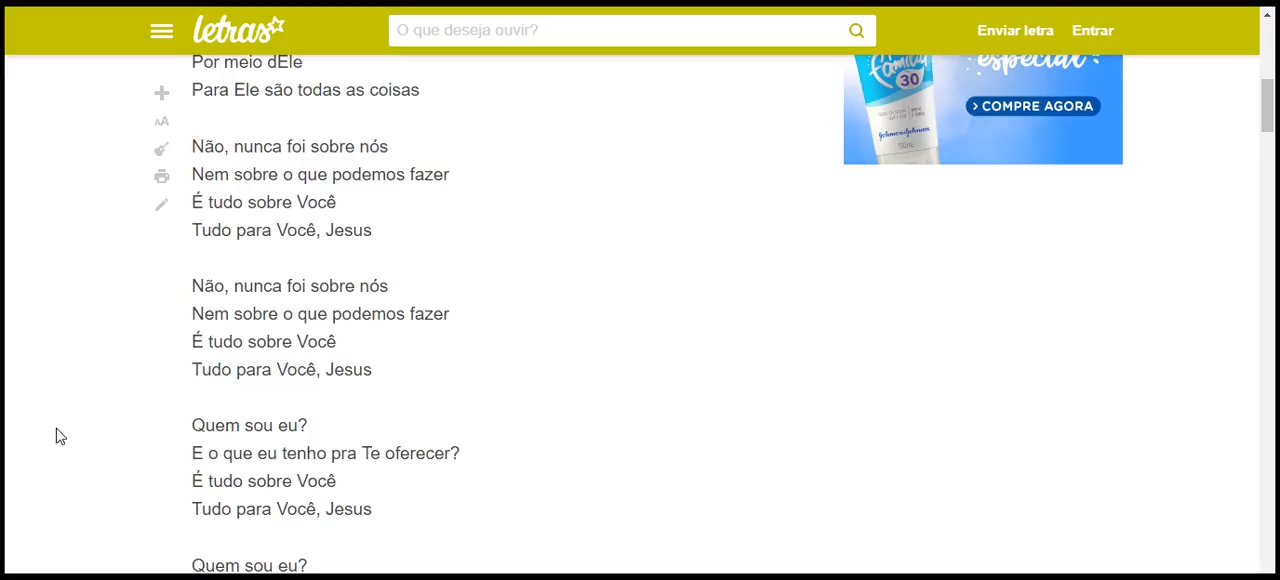 letras
O que deseja ouvir?
Enviar letra
Entrar
Por meio dEle
Para Ele são todas as coisas
Não, nunca foi sobre nós
Nem sobre o que podemos fazer
É tudo sobre Você
Tudo para Você, Jesus
Não, nunca foi sobre nós
Nem sobre o que podemos fazer
É tudo sobre Você
Tudo para Você, Jesus
Quem sou eu?
E o que eu tenho pra Te oferecer?
É tudo sobre Você
Tudo para Você, Jesus
Quem sou eu?
AA
especial
> COMPRE AGORA
30
Johnson & Johnson